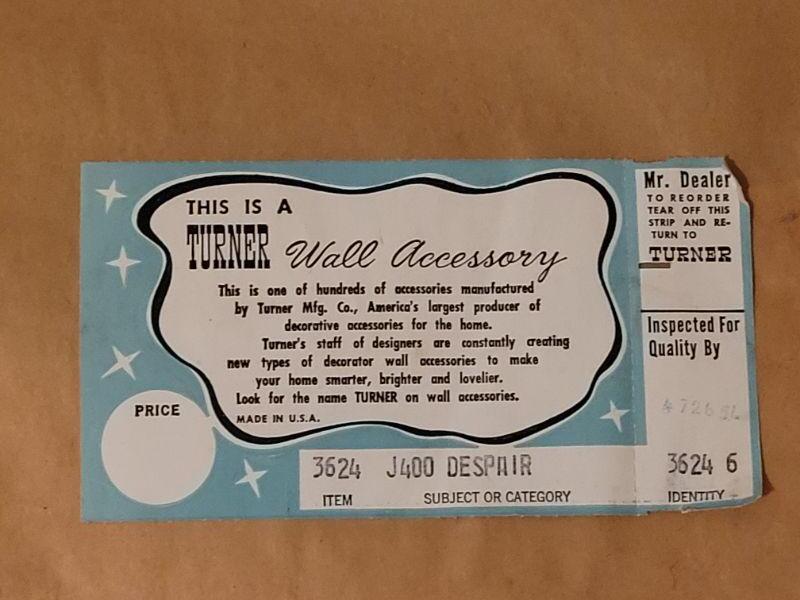 THIS IS A
TURNER Wall Accessory
This is one of hundreds of accessories manufactured
by Turner Mfg. Co., America's largest producer of
decorative accessories for the home.
Turner's staff of designers are constantly creating
new types of decorator wall accessories to make
your home smarter, brighter and lovelier.
Look for the name TURNER on wall accessories.
MADE IN U.S.A.
PRICE
3624 J400 DESPAIR
ITEM SUBJECT OR CATEGORY
Mr. Dealer
TO REORDER
TEAR OFF THIS
STRIP AND RE-
TURN TO
TURNER
Inspected For
Quality By
3624 6
IDENTITY